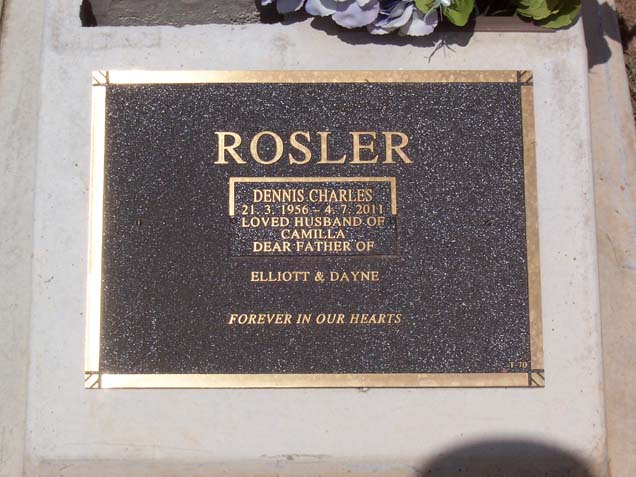 ROSLER
DENNIS CHARLES
21. 3. 1956 - 4. 7. 2011
LOVED HUSBAND OF
CAMILLA
DEAR FATHER OF
ELLIOTT & DAYNE
FOREVER IN OUR HEARTS
T-70